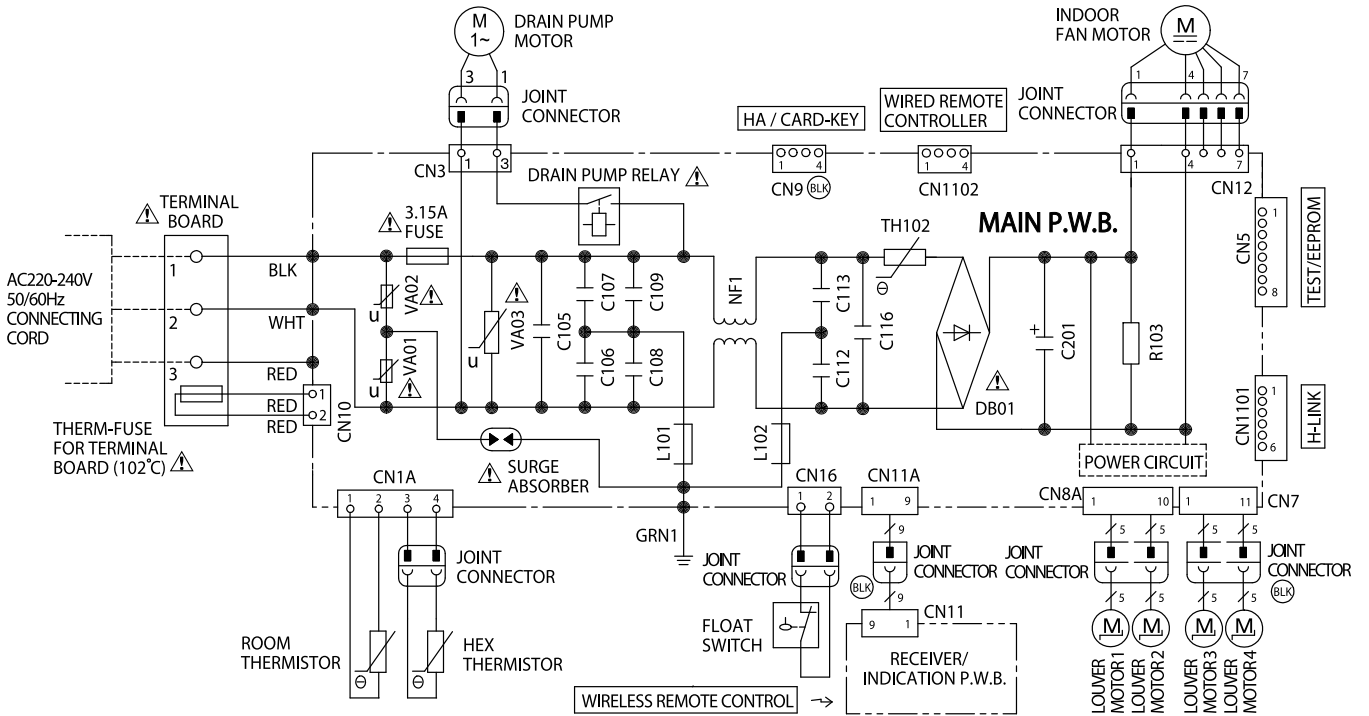 M
1~
DRAIN PUMP
MOTOR
3
1
JOINT
CONNECTOR
CN3
1
3
DRAIN PUMP RELAY
HA / CARD-KEY
1
4
CN9
BLK
WIRED REMOTE
CONTROLLER
1
4
CN1102
INDOOR
FAN MOTOR
M
1
4
7
JOINT
CONNECTOR
1
4
7
CN12
CN5
1
8
TEST/EEPROM
TERMINAL
BOARD
AC220-240V
50/60Hz
CONNECTING
CORD
1
2
3
BLK
WHT
RED
RED
RED
1
2
CN10
THERM-FUSE
FOR TERMINAL
BOARD (102°C)
3.15A
FUSE
VA02
u
VA01
u
VA03
u
C105
C107
C109
C106
C108
NF1
C113
C112
C116
TH102
MAIN P.W.B.
DB01
+
C201
R103
POWER CIRCUIT
CN1101
1
6
H-LINK
SURGE
ABSORBER
L101
L102
GRN1
CN1A
1
2
3
4
JOINT
CONNECTOR
ROOM
THERMISTOR
HEX
THERMISTOR
CN16
1
2
JOINT
CONNECTOR
FLOAT
SWITCH
CN11A
1
9
9
JOINT
CONNECTOR
BLK
9
CN11
9
1
RECEIVER/
INDICATION P.W.B.
WIRELESS REMOTE CONTROL
CN8A
1
10
5
5
JOINT
CONNECTOR
5
5
M
M
LOUVER
MOTOR1
LOUVER
MOTOR2
1
11
CN7
5
5
JOINT
CONNECTOR
BLK
5
5
M
M
LOUVER
MOTOR3
LOUVER
MOTOR4